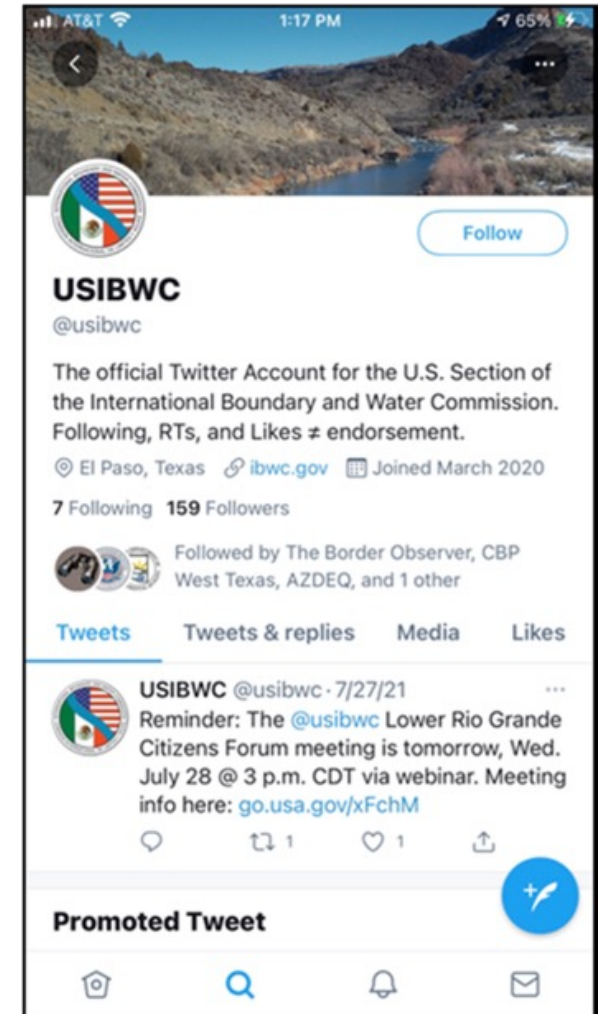 AT&T 1:17 PM 65%
Follow
USIBWC
@usibwc
The official Twitter Account for the U.S. Section of
the International Boundary and Water Commission.
Following, RTs, and Likes ≠ endorsement.
El Paso, Texas ibwc.gov Joined March 2020
7 Following 159 Followers
Followed by The Border Observer, CBP
West Texas, AZDEQ, and 1 other
Tweets Tweets & replies Media Likes
USIBWC @usibwc · 7/27/21
Reminder: The @usibwc Lower Rio Grande
Citizens Forum meeting is tomorrow, Wed.
July 28 @ 3 p.m. CDT via webinar. Meeting
info here: go.usa.gov/xFchM
1 1
Promoted Tweet